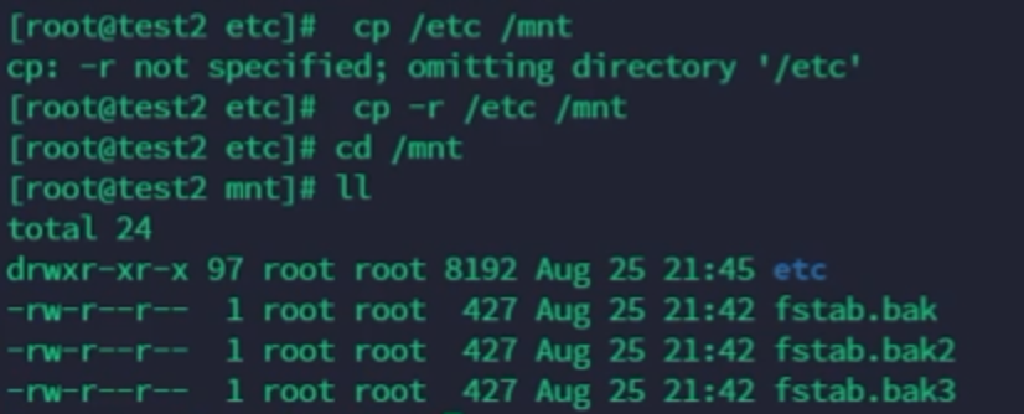 [root@test2 etc]#  cp /etc /mnt
cp: -r not specified; omitting directory '/etc'
[root@test2 etc]#  cp -r /etc /mnt
[root@test2 etc]# cd /mnt
[root@test2 mnt]# ll
total 24
drwxr-xr-x 97 root root 8192 Aug 25 21:45 etc
-rw-r--r--  1 root root  427 Aug 25 21:42 fstab.bak
-rw-r--r--  1 root root  427 Aug 25 21:42 fstab.bak2
-rw-r--r--  1 root root  427 Aug 25 21:42 fstab.bak3